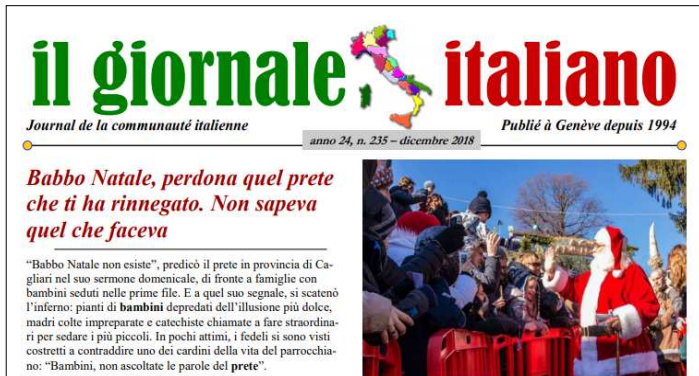 il giornale italiano
Journal de la communauté italienne
Publié à Genève depuis 1994
anno 24, n. 235 – dicembre 2018
Babbo Natale, perdona quel prete
che ti ha rinnegato. Non sapeva
quel che faceva
“Babbo Natale non esiste”, predicò il prete in provincia di Ca-
gliari nel suo sermone domenicale, di fronte a famiglie con
bambini seduti nelle prime file. E a quel suo segnale, si scatenò
l’inferno: pianti di bambini depredati dell’illusione più dolce,
madri colte impreparate e catechiste chiamate a fare straordina-
ri per sedare i più piccoli. In pochi attimi, i fedeli si sono visti
costretti a contraddire uno dei cardini della vita del parrocchia-
no: “Bambini, non ascoltate le parole del prete”.